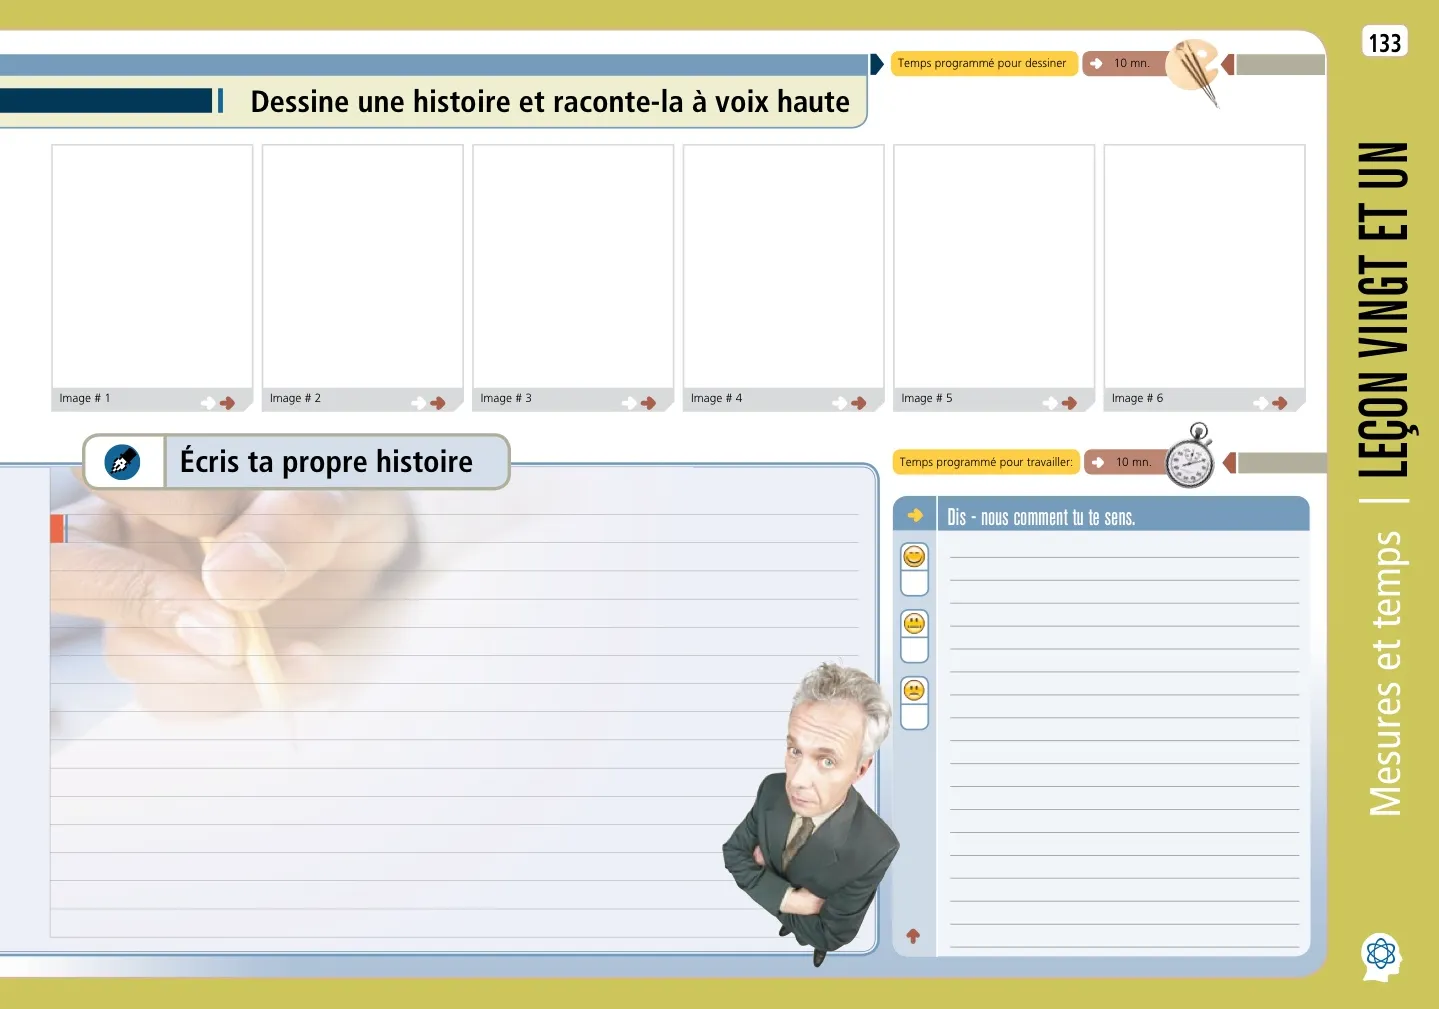 133
Temps programmé pour dessiner
10 mn.
Dessine une histoire et raconte-la à voix haute
Image # 1
Image # 2
Image # 3
Image # 4
Image # 5
Image # 6
Écris ta propre histoire
Temps programmé pour travailler:
10 mn.
Dis - nous comment tu te sens.
Mesures et temps | LEÇON VINGT ET UN